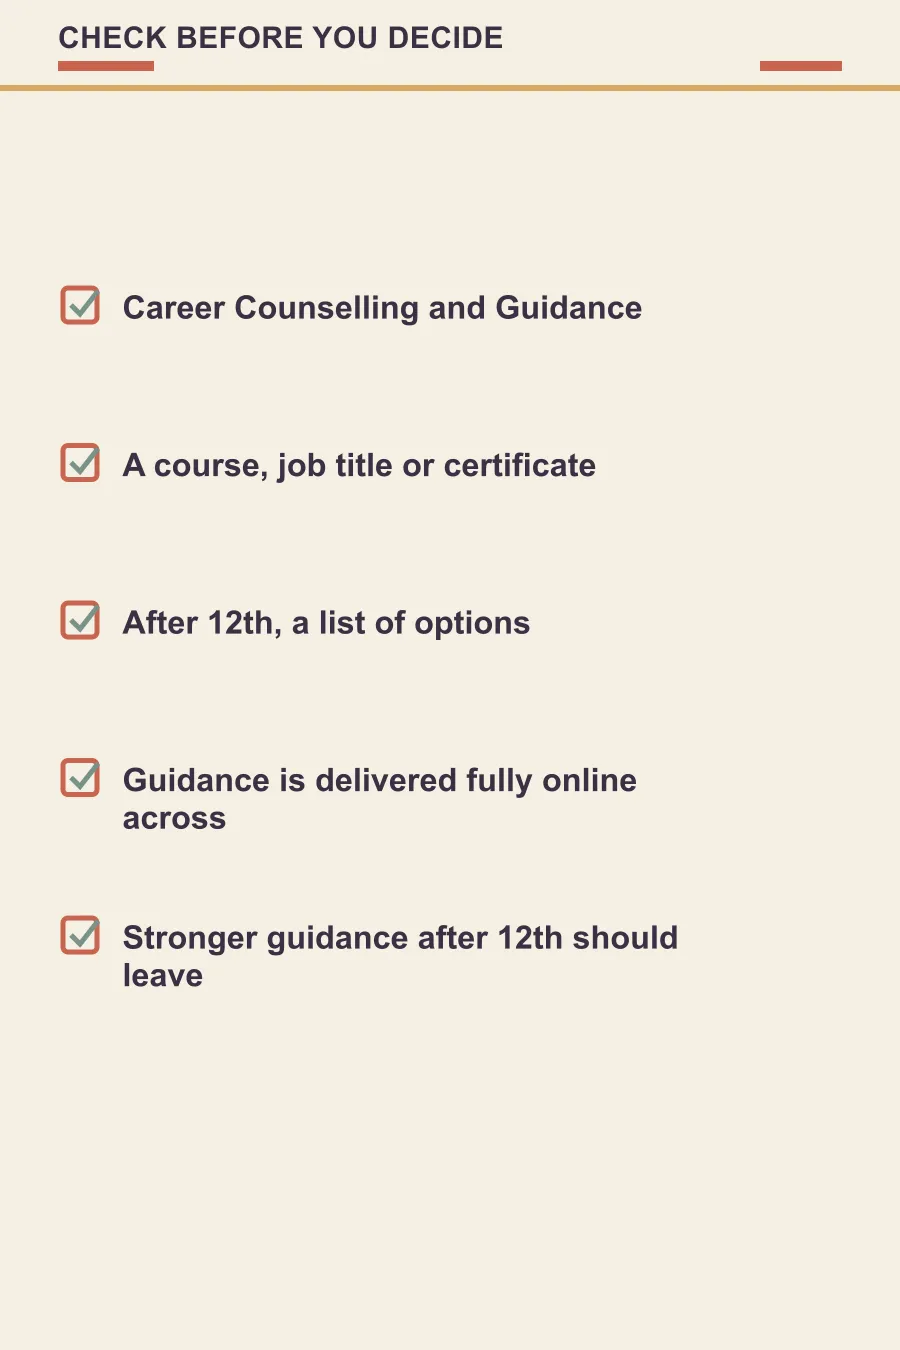 CHECK BEFORE YOU DECIDE
Career Counselling and Guidance
A course, job title or certificate
After 12th, a list of options
Guidance is delivered fully online
across
Stronger guidance after 12th should
leave